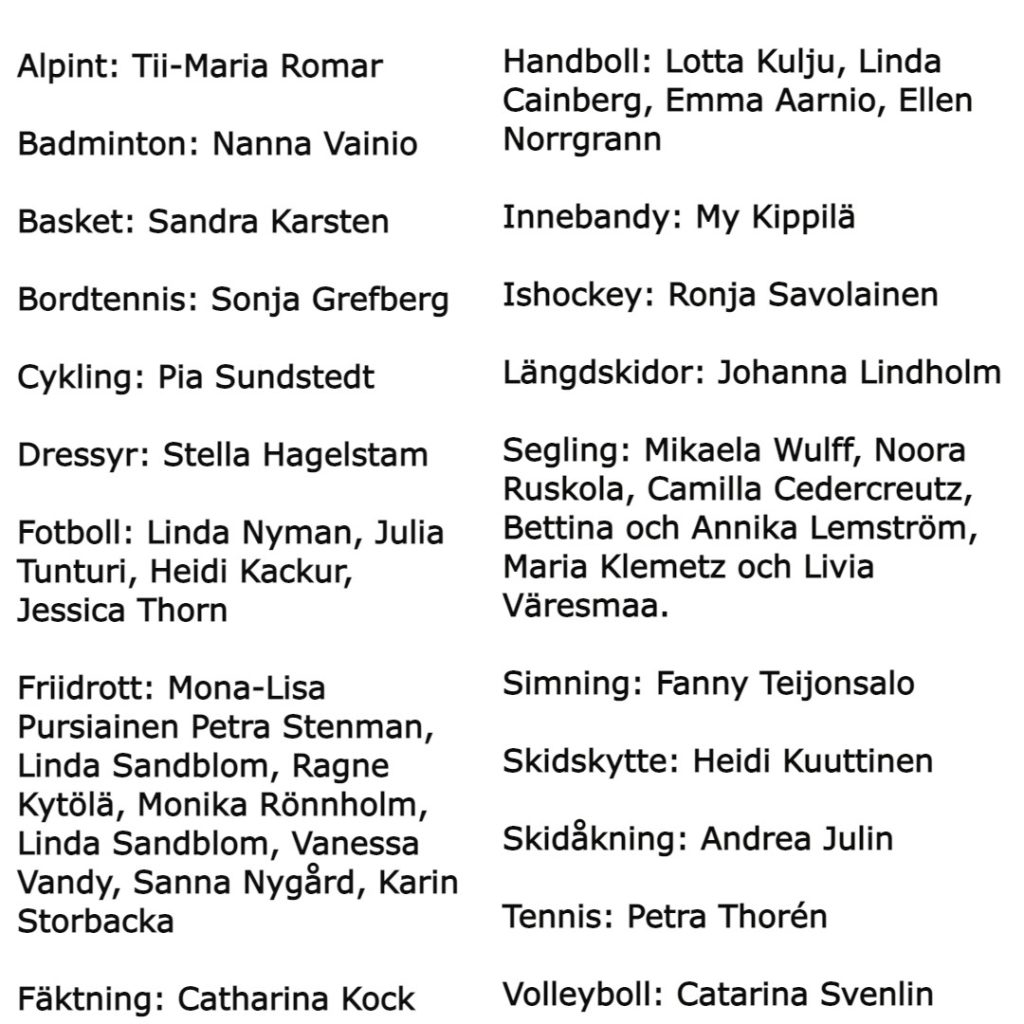 Alpint: Tii-Maria Romar
Badminton: Nanna Vainio
Basket: Sandra Karsten
Bordtennis: Sonja Grefberg
Cykling: Pia Sundstedt
Dressyr: Stella Hagelstam
Fotboll: Linda Nyman, Julia
Tunturi, Heidi Kackur,
Jessica Thorn
Friidrott: Mona-Lisa
Pursiainen Petra Stenman,
Linda Sandblom, Ragne
Kytölä, Monika Rönnholm,
Linda Sandblom, Vanessa
Vandy, Sanna Nygård, Karin
Storbacka
Fäktning: Catharina Kock
Handboll: Lotta Kulju, Linda
Cainberg, Emma Aarnio, Ellen
Norrgrann
Innebandy: My Kippilä
Ishockey: Ronja Savolainen
Längdskidor: Johanna Lindholm
Segling: Mikaela Wulff, Noora
Ruskola, Camilla Cedercreutz,
Bettina och Annika Lemström,
Maria Klemetz och Livia
Väresmaa.
Simning: Fanny Teijonsalo
Skidskytte: Heidi Kuuttinen
Skidåkning: Andrea Julin
Tennis: Petra Thorén
Volleyboll: Catarina Svenlin